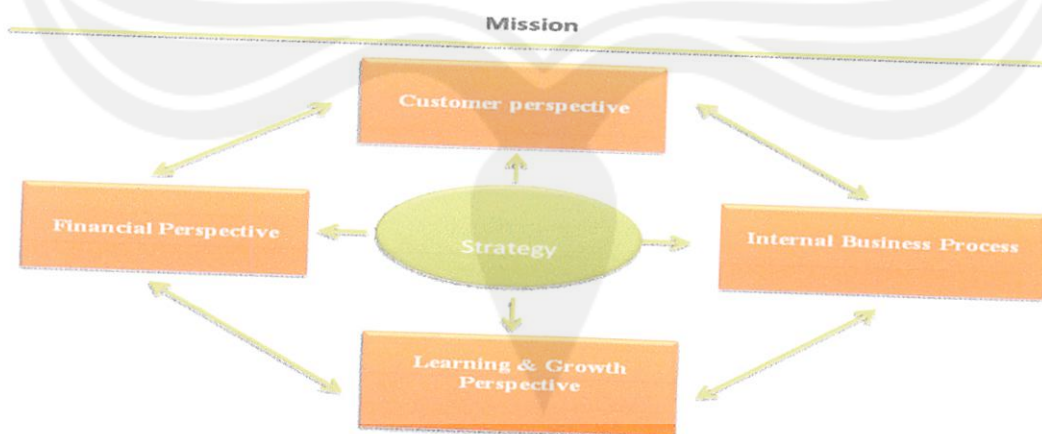 Mission
Customer perspective
Financial Perspective
Strategy
Internal Business Process
Learning & Growth
Perspective